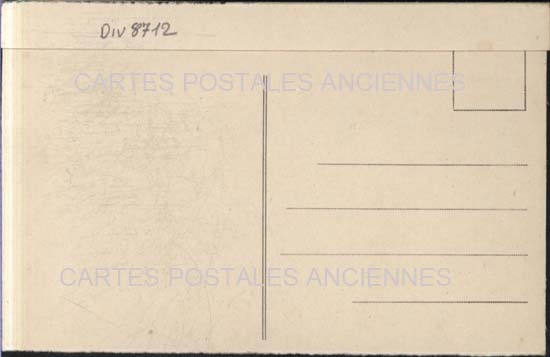 Div 8712
CARTES POSTALES ANCIENNES
CARTES POSTALES ANCIENNES